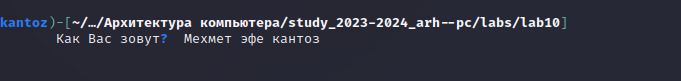 kantoz)-[~/…/Архитектура компьютера/study_2023-2024_arh--pc/labs/lab10]
Как Вас зовут? Мехмет эфе кантоз